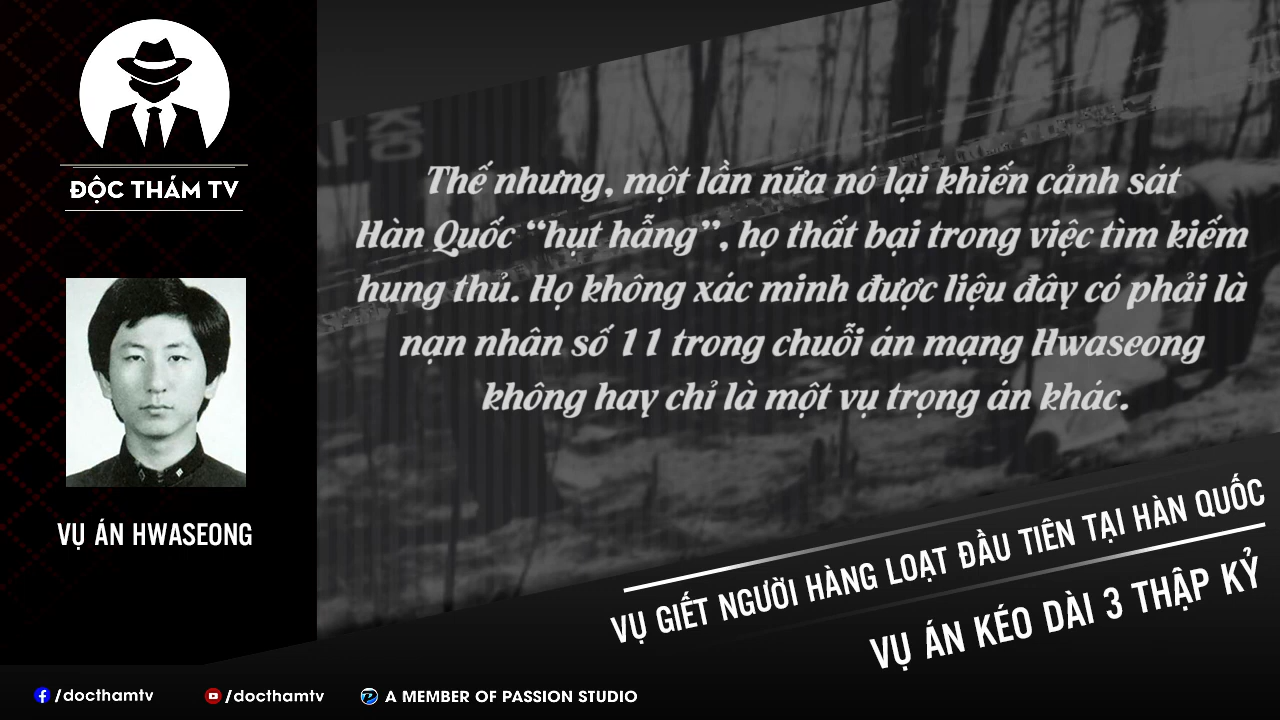 ĐỘC THÁM TV
VỤ ÁN HWASEONG
사증
Thế nhưng, một lần nữa nó lại khiến cảnh sát
Hàn Quốc “hụt hẫng”, họ thất bại trong việc tìm kiếm
hung thủ. Họ không xác minh được liệu đây có phải là
nạn nhân số 11 trong chuỗi án mạng Hwaseong
không hay chỉ là một vụ trọng án khác.
VỤ GIẾT NGƯỜI HÀNG LOẠT ĐẦU TIÊN TẠI HÀN QUỐC
VỤ ÁN KÉO DÀI 3 THẬP KỶ
/docthamtv
/docthamtv
A MEMBER OF PASSION STUDIO